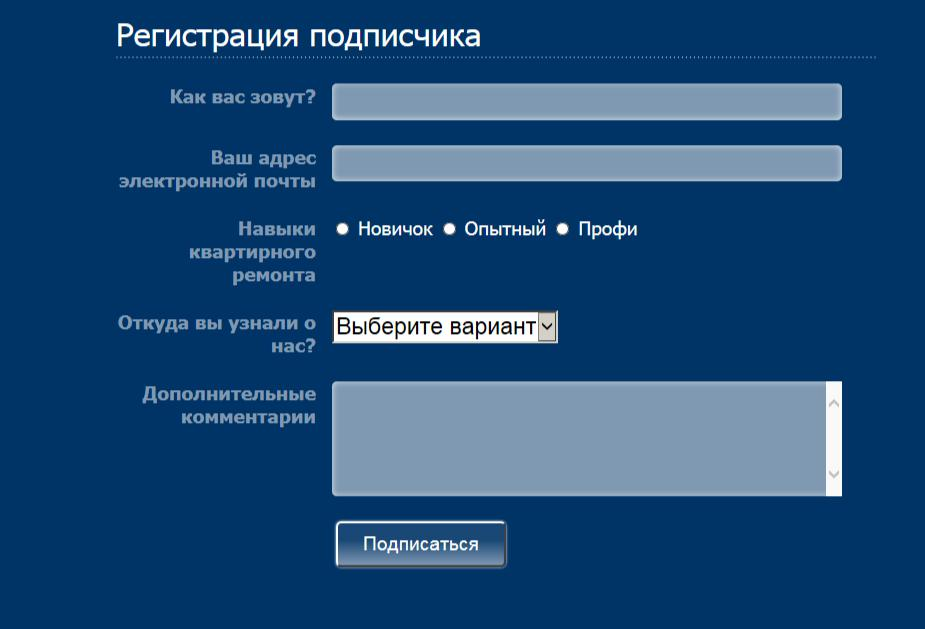 Регистрация подписчика
Как вас зовут?
Ваш адрес
электронной почты
Навыки
квартирного
ремонта
Новичок Опытный Профи
Откуда вы узнали о
нас?
Выберите вариант
Дополнительные
комментарии
Подписаться